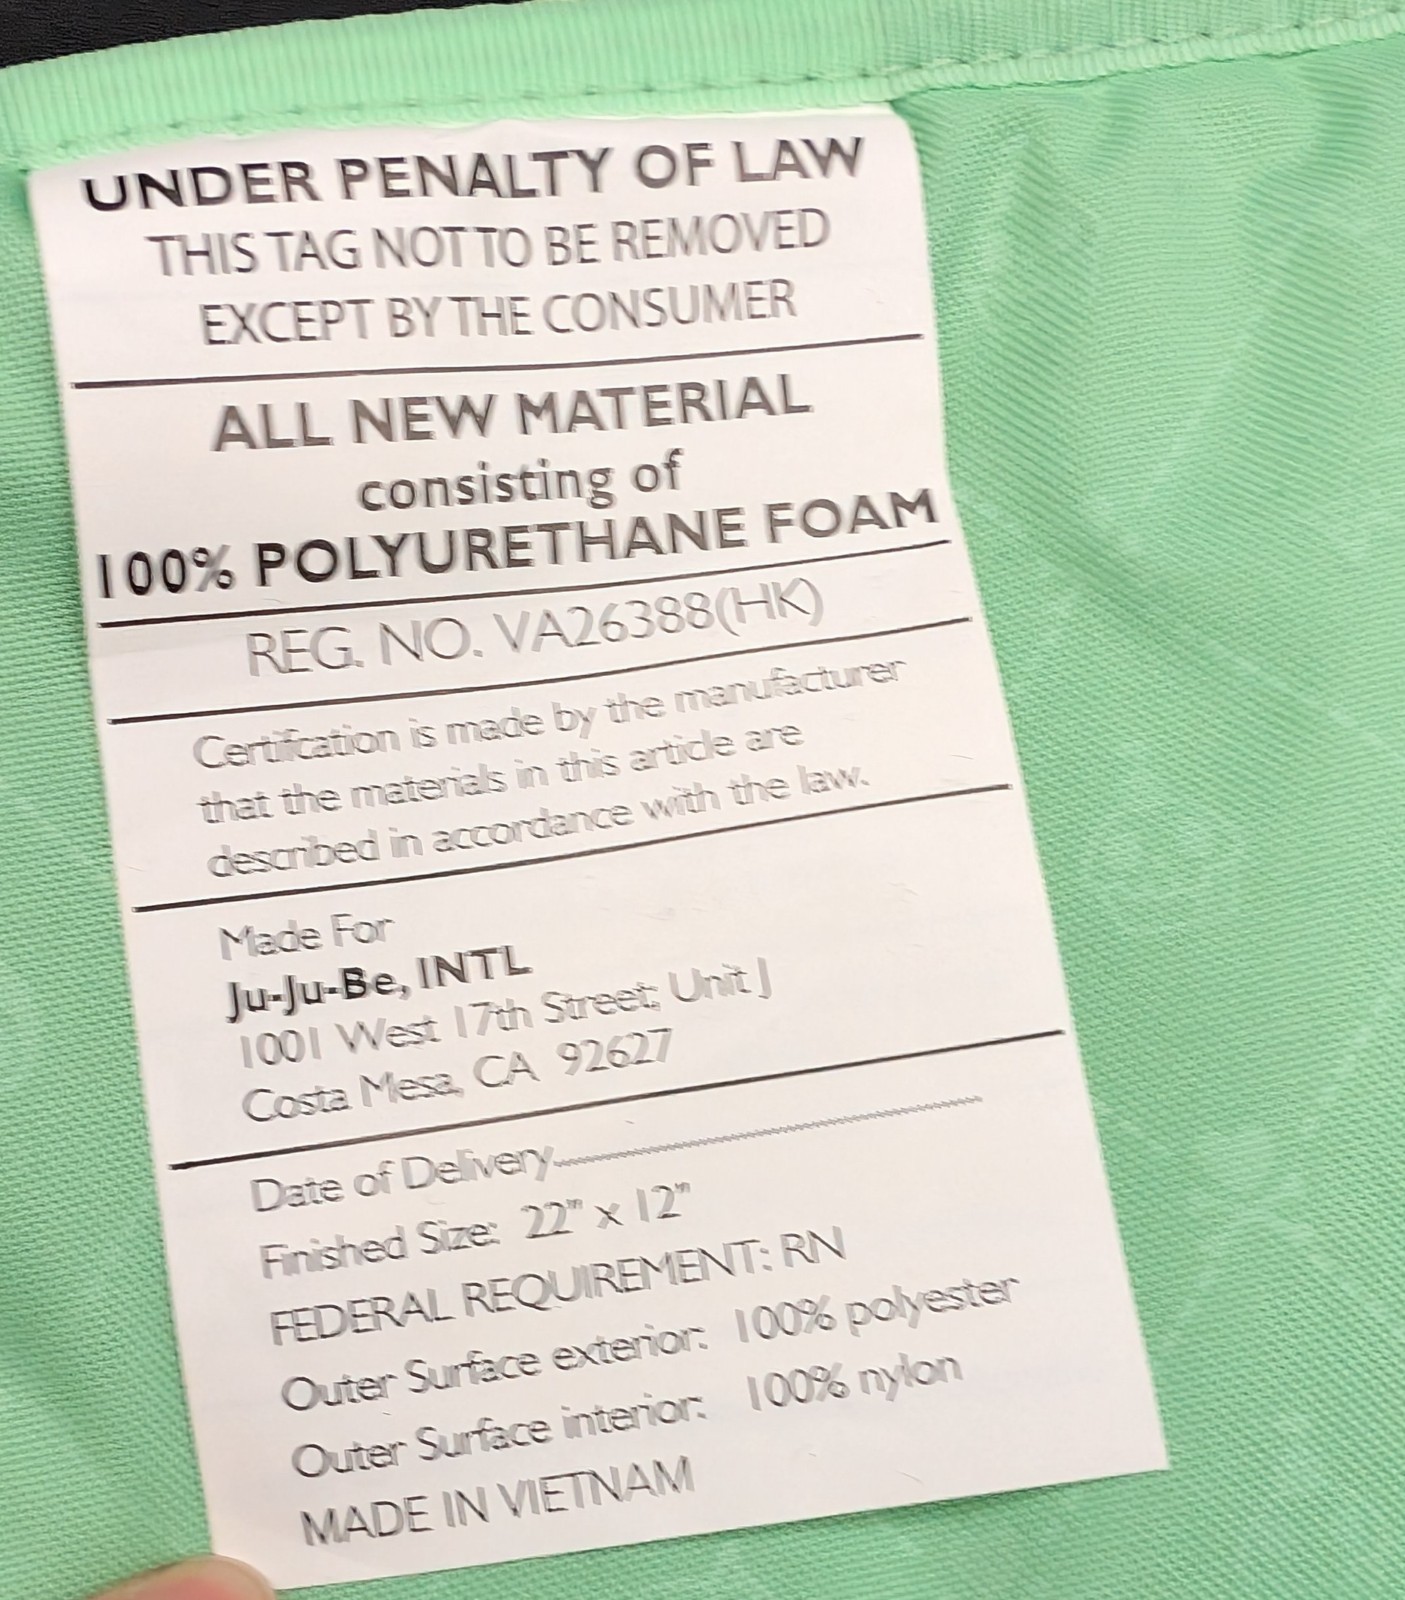 UNDER PENALTY OF LAW
THIS TAG NOT TO BE REMOVED
EXCEPT BY THE CONSUMER
ALL NEW MATERIAL
consisting of
100% POLYURETHANE FOAM
REG. NO. VA26388(HK)
Certifcation is made by the manufacturer
that the materials in this article are
described in accordance with the law.
Made For
Ju-Ju-Be, INTL
1001 West 17th Street, Unit J
Costa Mesa, CA 92627
Date of Delivery
Finished Size: 22" x 12"
FEDERAL REQUIREMENT: RN
Outer Surface exterior: 100% polyester
Outer Surface interior: 100% nylon
MADE IN VIETNAM